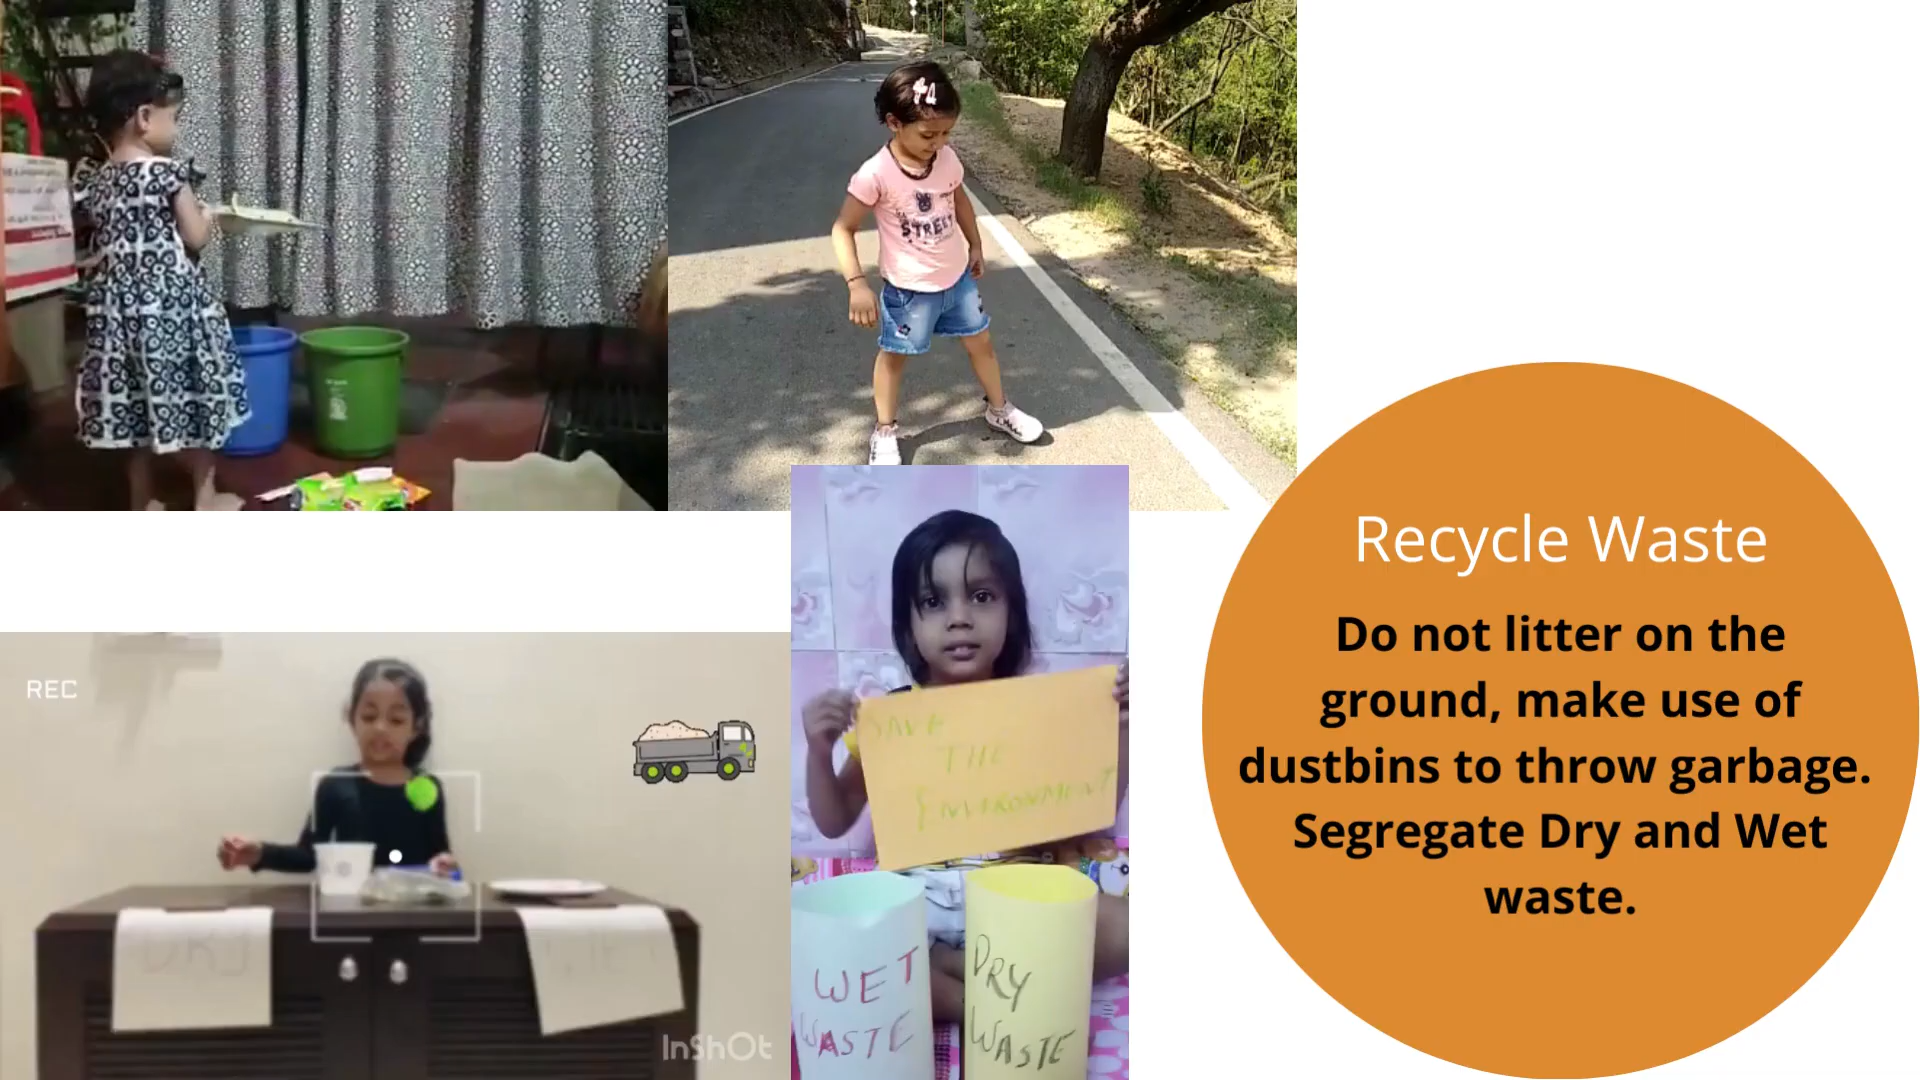 STREET
REC
SAVE
THE
ENVIRONMENT
DRY
WET
WASTE
DRY
WASTE
InShOt
Recycle Waste
Do not litter on the
ground, make use of
dustbins to throw garbage.
Segregate Dry and Wet
waste.